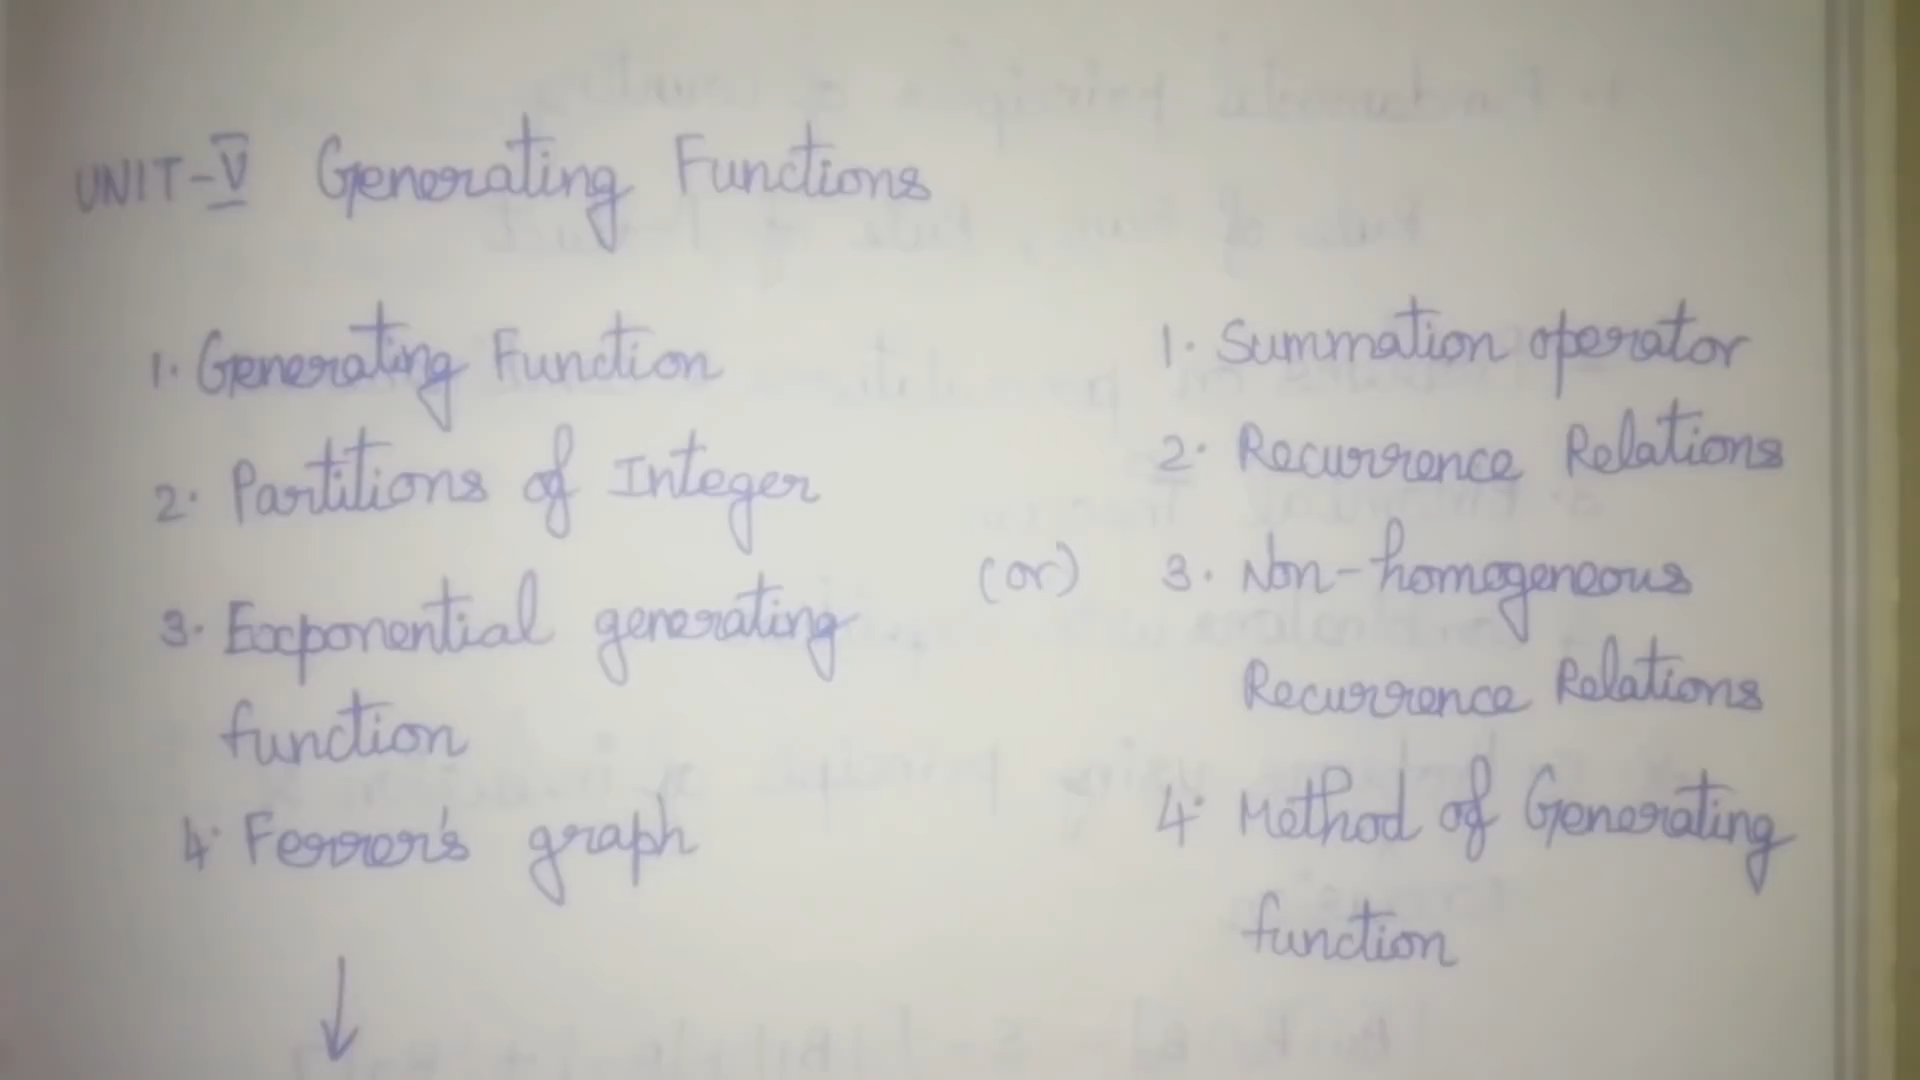 UNIT-V Generating Functions
1. Generating Function
2. Partitions of Integer
3. Exponential generating
function
4. Ferrer's graph
(or)
1. Summation operator
2. Recurrence Relations
3. Non-homogeneous
Recurrence Relations
4. Method of Generating
function